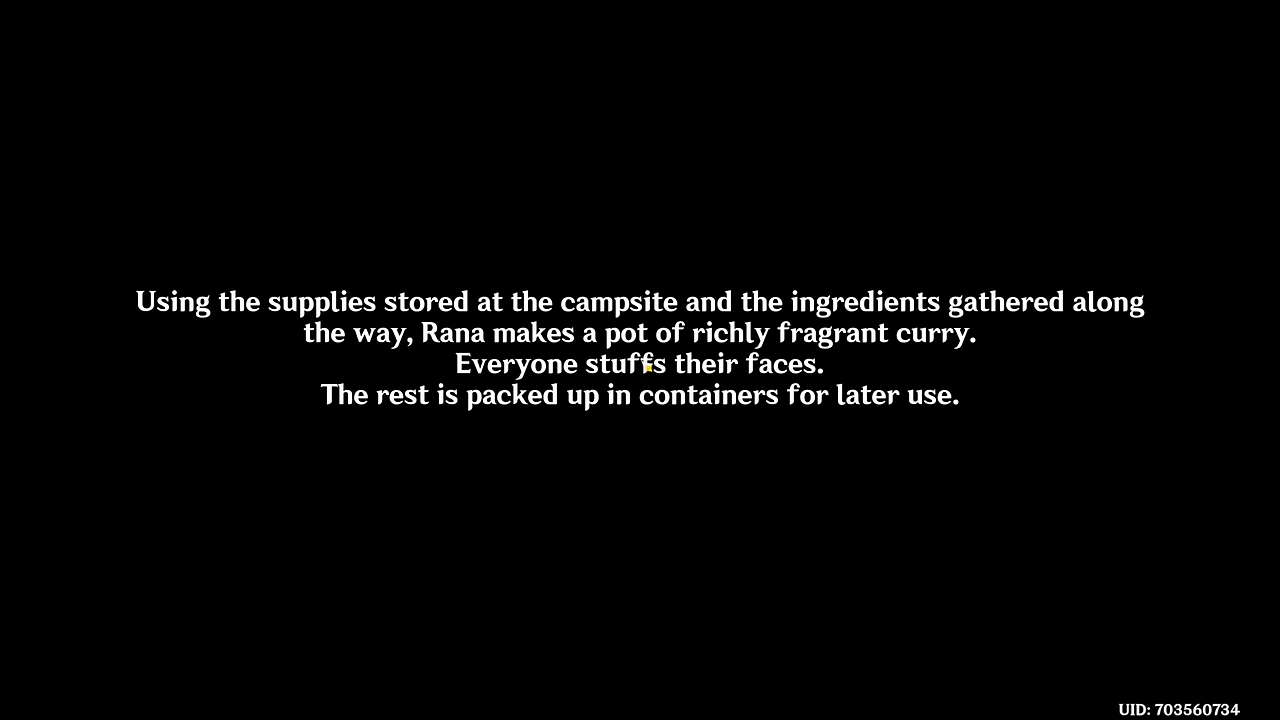 Using the supplies stored at the campsite and the ingredients gathered along
the way, Rana makes a pot of richly fragrant curry.
Everyone stuffs their faces.
The rest is packed up in containers for later use.
UID: 703560734